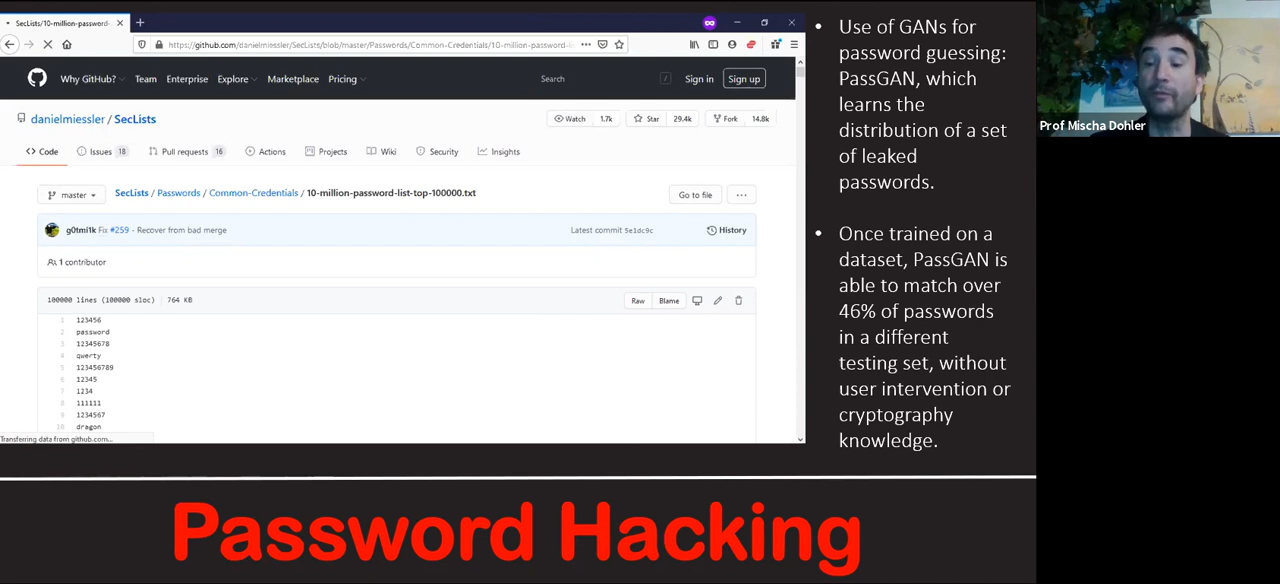 SecLists/10-million-password-
https://github.com/danielmiessler/SecLists/blob/master/Passwords/Common-Credentials/10-million-password-l
Why GitHub? Team Enterprise Explore Marketplace Pricing Search / Sign in Sign up
danielmiessler / SecLists Watch 1.7k Star 29.4k Fork 14.8k
Code Issues 18 Pull requests 16 Actions Projects Wiki Security Insights
master SecLists / Passwords / Common-Credentials / 10-million-password-list-top-100000.txt Go to file ...
g0tmi1k Fix #259 - Recover from bad merge Latest commit 5e1dc9c History
1 contributor
100000 lines (100000 sloc) 764 KB Raw Blame
1 123456
2 password
3 12345678
4 qwerty
5 123456789
6 12345
7 1234
8 111111
9 1234567
10 dragon
Transferring data from github.com...
• Use of GANs for
password guessing:
PassGAN, which
learns the
distribution of a set
of leaked
passwords.
• Once trained on a
dataset, PassGAN is
able to match over
46% of passwords
in a different
testing set, without
user intervention or
cryptography
knowledge.
Prof Mischa Dohler
Password Hacking